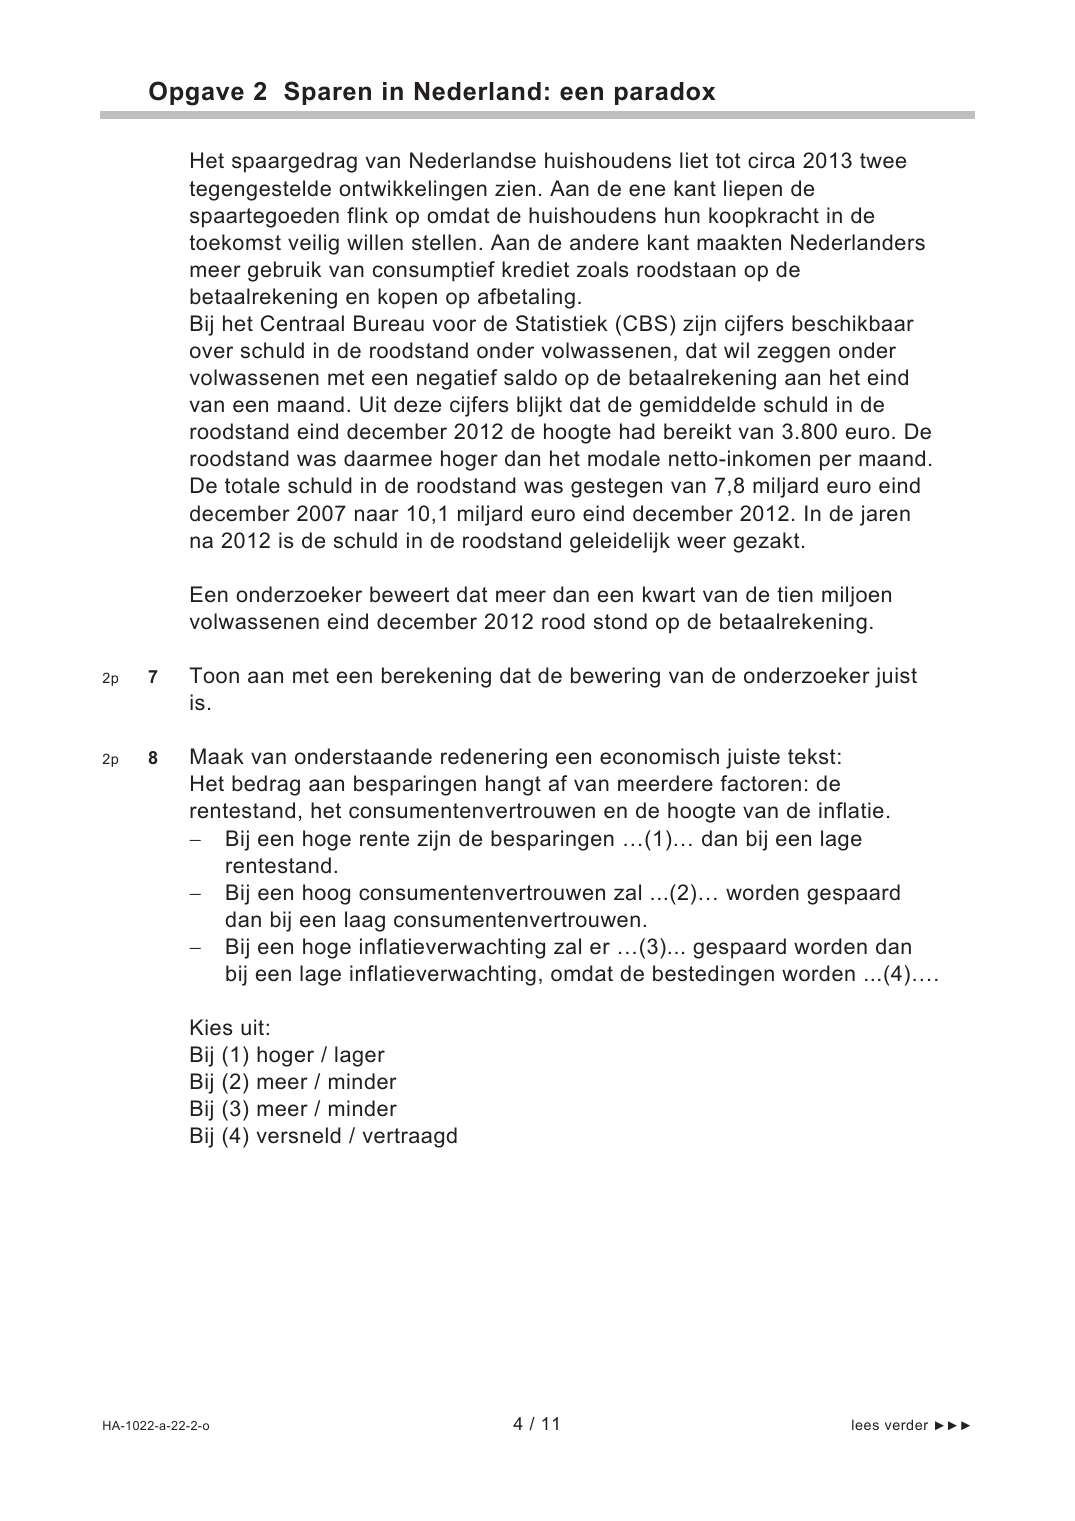 Opgave 2 Sparen in Nederland: een paradox
Het spaargedrag van Nederlandse huishoudens liet tot circa 2013 twee
tegengestelde ontwikkelingen zien. Aan de ene kant liepen de
spaartegoeden flink op omdat de huishoudens hun koopkracht in de
toekomst veilig willen stellen. Aan de andere kant maakten Nederlanders
meer gebruik van consumptief krediet zoals roodstaan op de
betaalrekening en kopen op afbetaling.
Bij het Centraal Bureau voor de Statistiek (CBS) zijn cijfers beschikbaar
over schuld in de roodstand onder volwassenen, dat wil zeggen onder
volwassenen met een negatief saldo op de betaalrekening aan het eind
van een maand. Uit deze cijfers blijkt dat de gemiddelde schuld in de
roodstand eind december 2012 de hoogte had bereikt van 3.800 euro. De
roodstand was daarmee hoger dan het modale netto-inkomen per maand.
De totale schuld in de roodstand was gestegen van 7,8 miljard euro eind
december 2007 naar 10,1 miljard euro eind december 2012. In de jaren
na 2012 is de schuld in de roodstand geleidelijk weer gezakt.
Een onderzoeker beweert dat meer dan een kwart van de tien miljoen
volwassenen eind december 2012 rood stond op de betaalrekening.
2p 7 Toon aan met een berekening dat de bewering van de onderzoeker juist
is.
2p 8 Maak van onderstaande redenering een economisch juiste tekst:
Het bedrag aan besparingen hangt af van meerdere factoren: de
rentestand, het consumentenvertrouwen en de hoogte van de inflatie.
– Bij een hoge rente zijn de besparingen …(1)… dan bij een lage
rentestand.
– Bij een hoog consumentenvertrouwen zal ...(2)… worden gespaard
dan bij een laag consumentenvertrouwen.
– Bij een hoge inflatieverwachting zal er …(3)... gespaard worden dan
bij een lage inflatieverwachting, omdat de bestedingen worden ...(4)….
Kies uit:
Bij (1) hoger / lager
Bij (2) meer / minder
Bij (3) meer / minder
Bij (4) versneld / vertraagd
HA-1022-a-22-2-o 4 / 11 lees verder ►►►